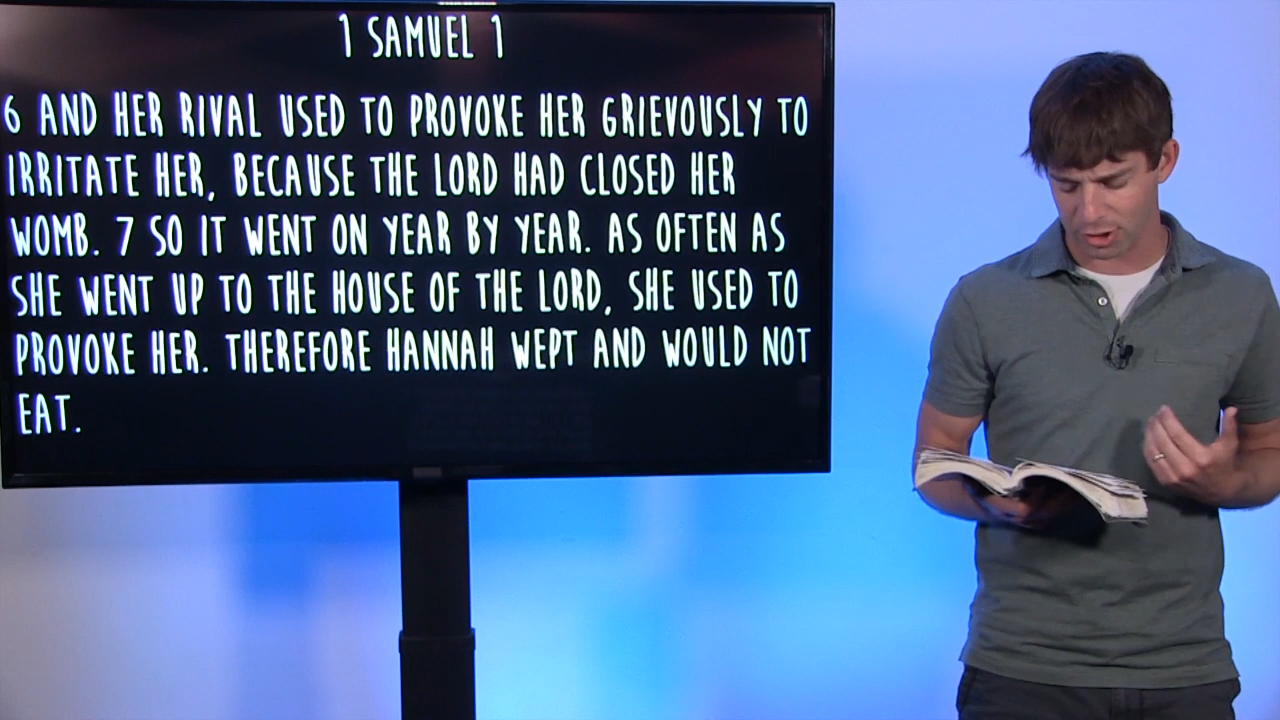 1 SAMUEL 1
6 AND HER RIVAL USED TO PROVOKE HER GRIEVOUSLY TO
IRRITATE HER, BECAUSE THE LORD HAD CLOSED HER
WOMB. 7 SO IT WENT ON YEAR BY YEAR. AS OFTEN AS
SHE WENT UP TO THE HOUSE OF THE LORD, SHE USED TO
PROVOKE HER. THEREFORE HANNAH WEPT AND WOULD NOT
EAT.